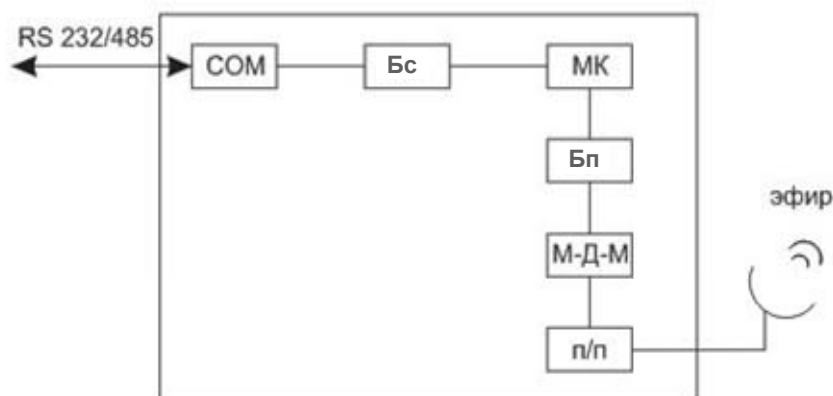 RS 232/485
COM
Бс
МК
Бп
эфир
М-Д-М
п/п